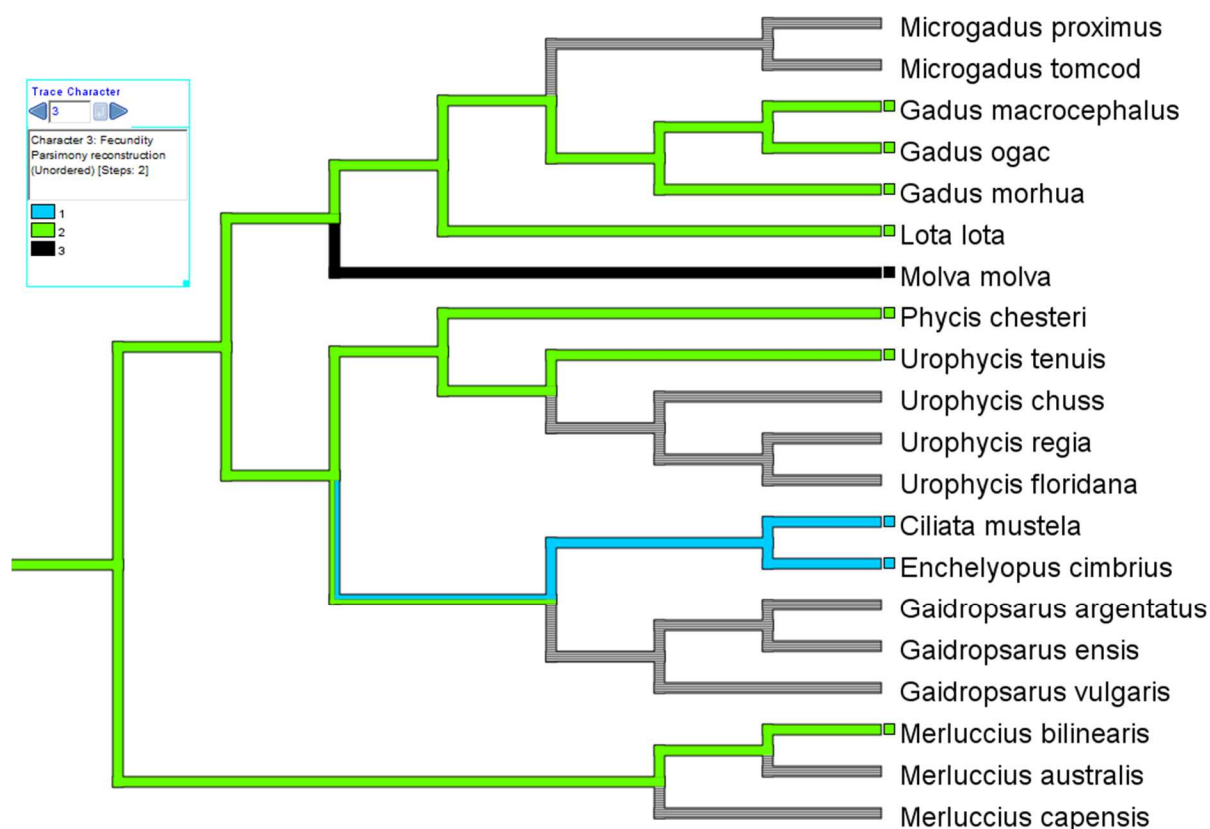 Trace Character
3
Character 3: Fecundity
Parsimony reconstruction
(Unordered) [Steps: 2]
1
2
3
Microgadus proximus
Microgadus tomcod
Gadus macrocephalus
Gadus ogac
Gadus morhua
Lota lota
Molva molva
Phycis chesteri
Urophycis tenuis
Urophycis chuss
Urophycis regia
Urophycis floridana
Ciliata mustela
Enchelyopus cimbrius
Gaidropsarus argentatus
Gaidropsarus ensis
Gaidropsarus vulgaris
Merluccius bilinearis
Merluccius australis
Merluccius capensis